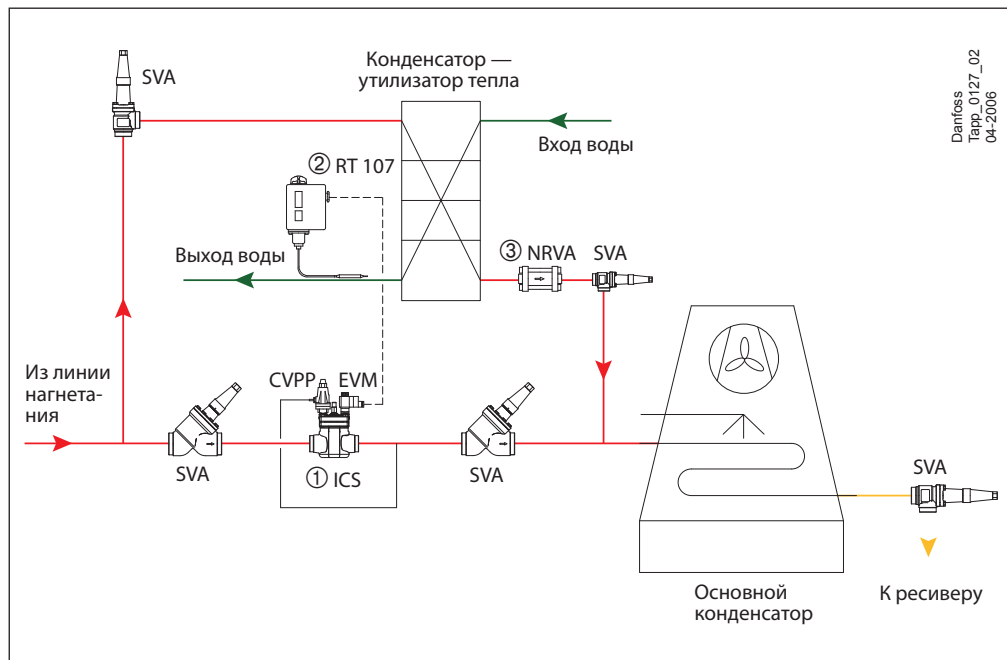 Конденсатор —
утилизатор тепла
SVA
Danfoss
Tapp_0127_02
04-2006
Вход воды
② RT 107
Выход воды
③ NRVA
SVA
Из линии
нагнета-
ния
CVPP
EVM
SVA
① ICS
SVA
SVA
Основной
конденсатор
К ресиверу